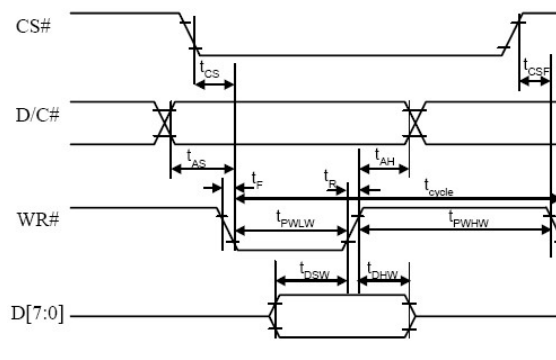 CS#
tCS
tCSF
D/C#
tAS
tAH
tF
tR
tcycle
WR#
tPWLW
tPWHW
tDSW
tDHW
D[7:0]